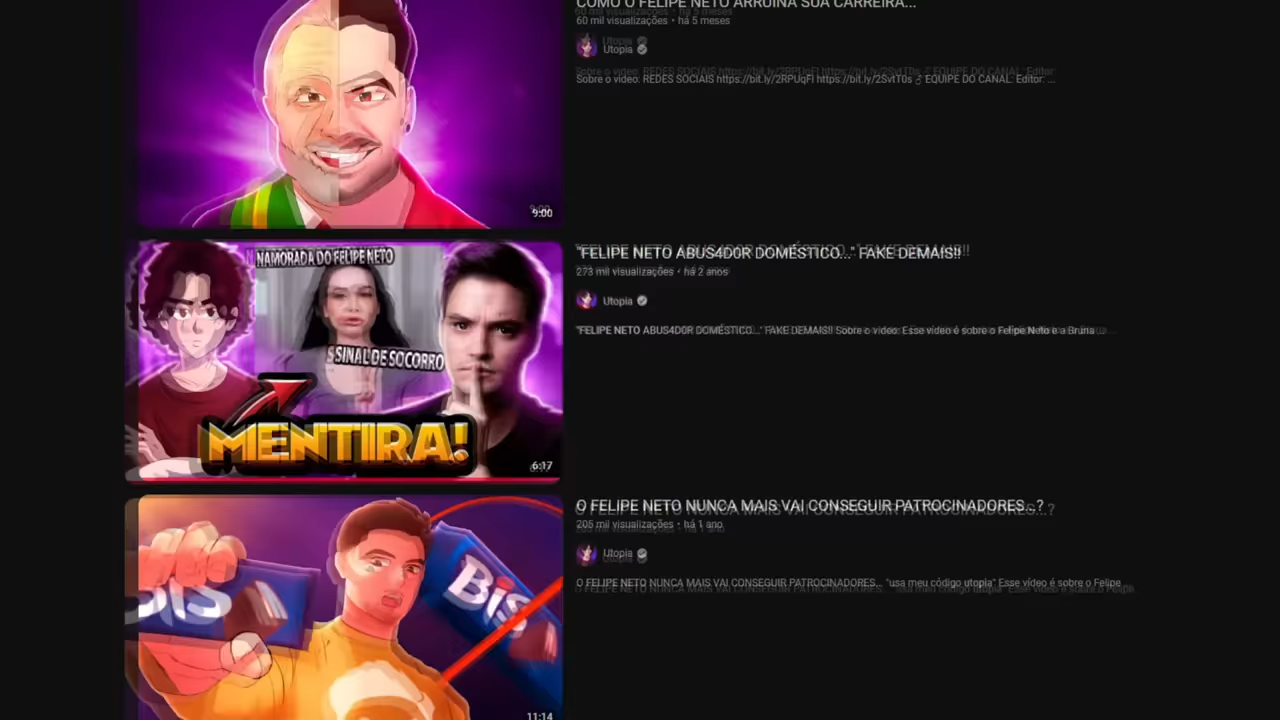 COMO O FELIPE NETO ARRUINA SUA CARREIRA...
60 mil visualizações • há 5 meses
Utopia
Sobre o vídeo: REDES SOCIAIS https://bit.ly/2RPUqFl https://bit.ly/2SvtT0s EQUIPE DO CANAL: Editor: ...
9:00
NAMORADA DO FELIPE NETO
SINAL DE SOCORRO
MENTIRA!
6:17
"FELIPE NETO ABUS4D0R DOMÉSTICO..." FAKE DEMAIS!!
273 mil visualizações • há 2 anos
Utopia
"FELIPE NETO ABUS4D0R DOMÉSTICO..." FAKE DEMAIS!! Sobre o vídeo: Esse vídeo é sobre o Felipe Neto e a Bruna
BIS
BIS
11:14
O FELIPE NETO NUNCA MAIS VAI CONSEGUIR PATROCINADORES...?
205 mil visualizações • há 1 ano
Utopia
O FELIPE NETO NUNCA MAIS VAI CONSEGUIR PATROCINADORES... "usa meu código utopia" Esse vídeo é sobre o Felipe